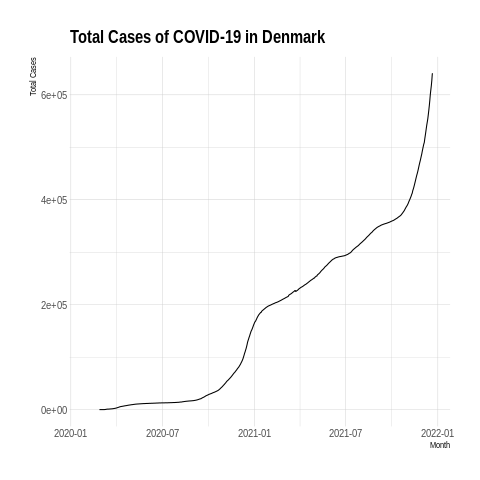 Total Cases of COVID-19 in Denmark
Total Cases
6e+05
4e+05
2e+05
0e+00
2020-01 2020-07 2021-01 2021-07 2022-01
Month